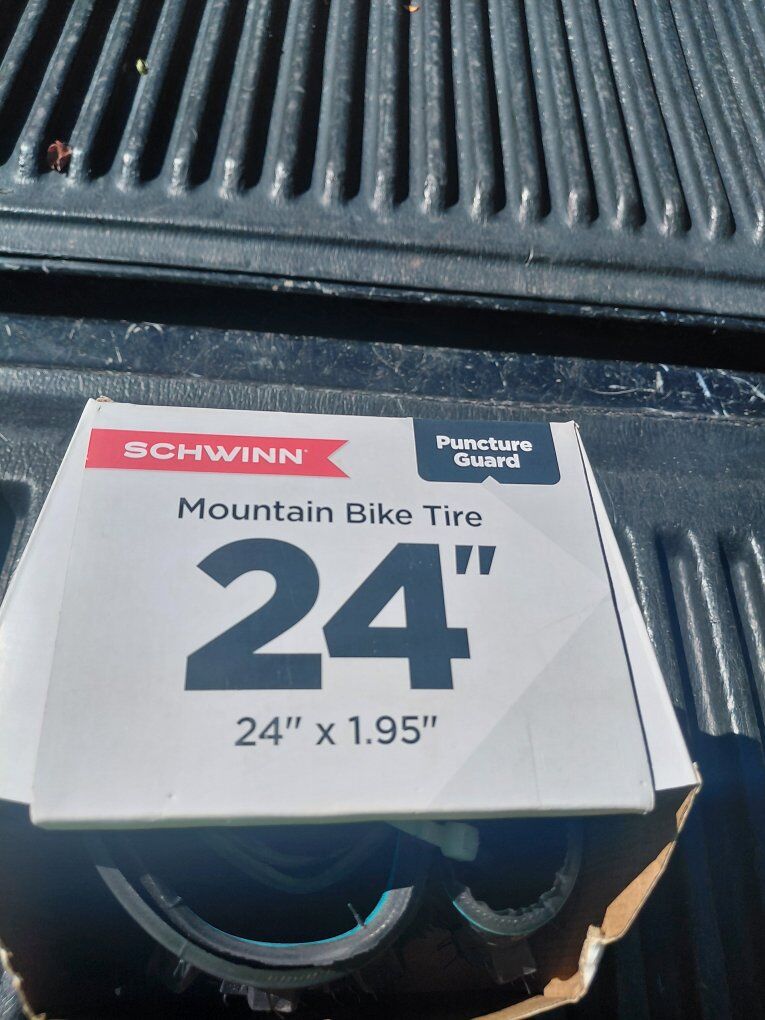 SCHWINN
Puncture
Guard
Mountain Bike Tire
24"
24" x 1.95"